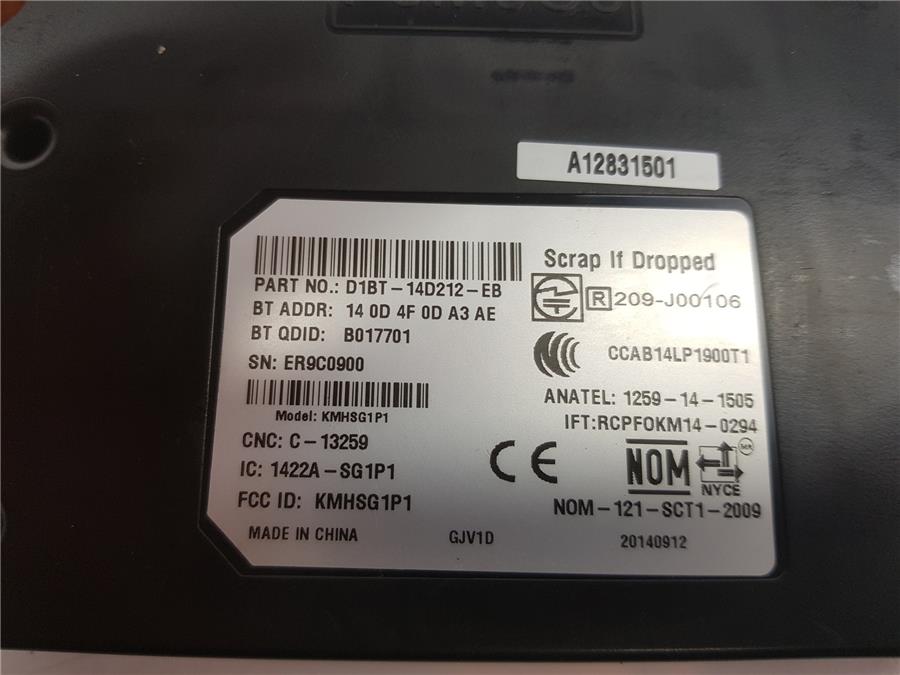 A12831501
Scrap If Dropped
PART NO.: D1BT-14D212-EB
R 209-J00106
BT ADDR: 14 0D 4F 0D A3 AE
BT QDID: B017701
CCAB14LP1900T1
SN: ER9C0900
ANATEL: 1259-14-1505
Model: KMHSG1P1
IFT:RCPFOKM14-0294
CNC: C-13259
CE
NOM
NYCE
IC: 1422A-SG1P1
FCC ID: KMHSG1P1
NOM-121-SCT1-2009
MADE IN CHINA
GJV1D
20140912